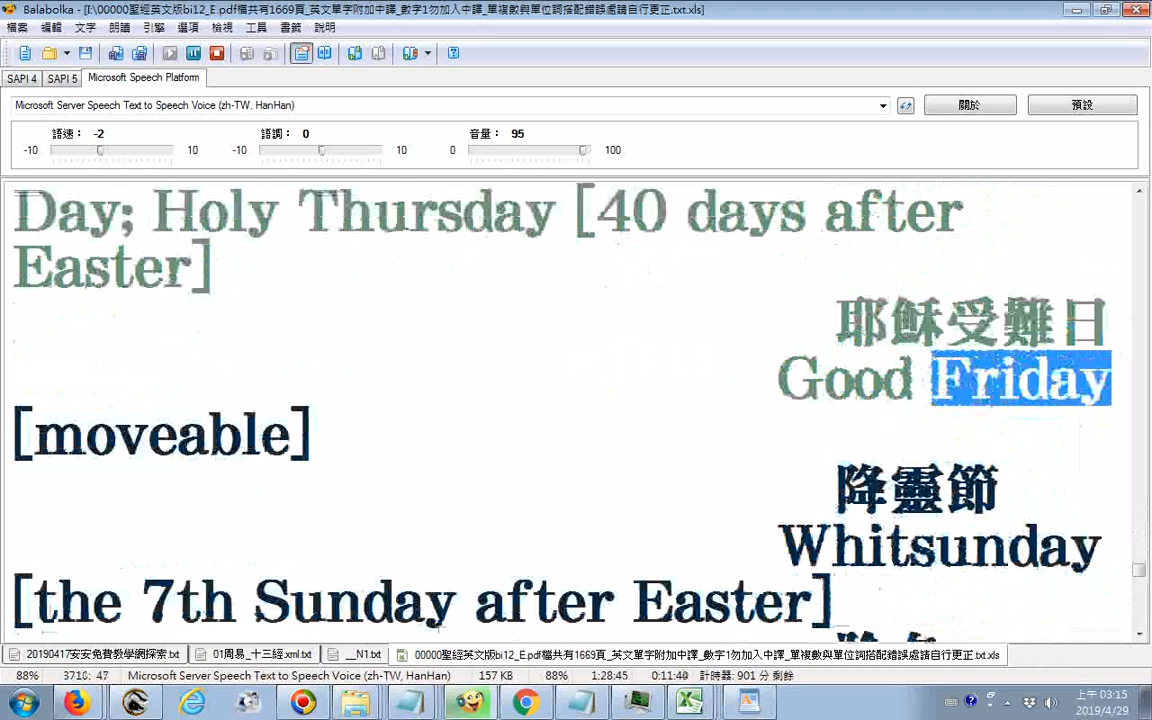 Balabolka - [I:\00000聖經英文版bi12_E.pdf檔共有1669頁_英文單字附加中譯_數字1勿加入中譯_單複數與單位詞搭配錯誤處請自行更正.txt.xls]
檔案 編輯 文字 朗讀 引擎 選項 檢視 工具 書籤 說明
SAPI 4 SAPI 5 Microsoft Speech Platform
Microsoft Server Speech Text to Speech Voice (zh-TW, HanHan) 關於 預設
語速： -2 語調： 0 音量： 95
-10 10 -10 10 0 100
Day; Holy Thursday [40 days after
Easter]
耶穌受難日
Good Friday
[moveable]
降靈節
Whitsunday
[the 7th Sunday after Easter]
20190417安安免費教學網探索.txt 01周易_十三經.xml.txt __N1.txt 00000聖經英文版bi12_E.pdf檔共有1669頁_英文單字附加中譯_數字1勿加入中譯_單複數與單位詞搭配錯誤處請自行更正.txt.xls
88% 3710: 47 Microsoft Server Speech Text to Speech Voice (zh-TW, HanHan) 157 KB 88% 1:28:45 0:11:40 計時器: 901 分 剩餘
上午 03:15
2019/4/29